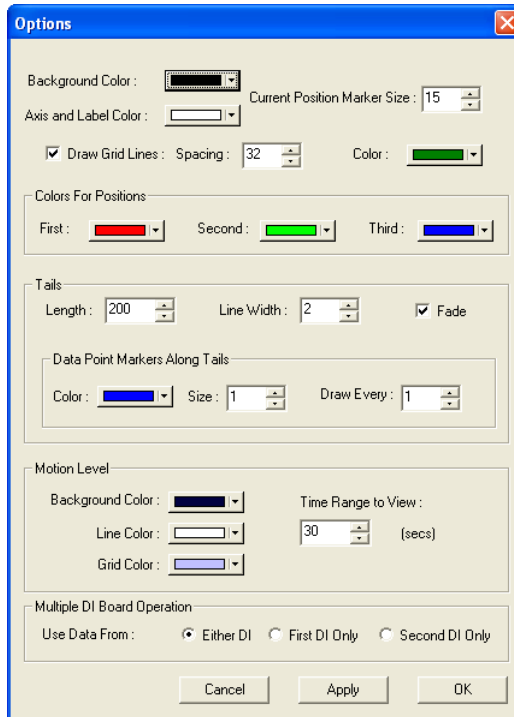 Options
Background Color :
Current Position Marker Size : 15
Axis and Label Color :
Draw Grid Lines : Spacing : 32 Color :
Colors For Positions
First : Second : Third :
Tails
Length : 200 Line Width : 2 Fade
Data Point Markers Along Tails
Color : Size : 1 Draw Every : 1
Motion Level
Background Color : Time Range to View :
Line Color : 30 (secs)
Grid Color :
Multiple DI Board Operation
Use Data From : Either DI First DI Only Second DI Only
Cancel Apply OK